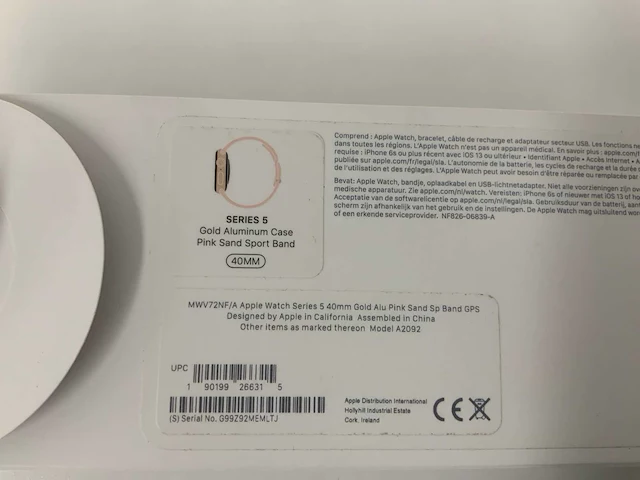 SERIES 5
Gold Aluminum Case
Pink Sand Sport Band
40MM
Comprend : Apple Watch, bracelet, câble de recharge et adaptateur secteur USB. Les fonctions
dans toutes les régions. L'Apple Watch n'est pas un appareil médical. En savoir plus : apple.com/f
requise : iPhone 6s ou plus récent avec iOS 13 ou ultérieur • Identifiant Apple • Accès Internet •
publiée sur apple.com/fr/legal/sla. L'autonomie de la batterie, les cycles de recharge et la durée
de l'utilisation et des réglages. L'Apple Watch peut avoir besoin d'être réparée ou remplacée par
Bevat: Apple Watch, bandje, oplaadkabel en USB-lichtnetadapter. Niet alle voorzieningen zijn
medische apparatuur. Zie apple.com/nl/watch. Vereisten: iPhone 6s of nieuwer met iOS 13 of
Acceptatie van de softwarelicentie op apple.com/nl/legal/sla. Gebruiksduur van de batterij,
scherm zijn afhankelijk van het gebruik en de instellingen. De Apple Watch mag uitsluitend
of een erkende serviceprovider. NF826-06839-A
MWV72NF/A Apple Watch Series 5 40mm Gold Alu Pink Sand Sp Band GPS
Designed by Apple in California Assembled in China
Other items as marked thereon Model A2092
UPC
1 90199 26631 5
(S) Serial No. G99Z92MEMLTJ
Apple Distribution International
Hollyhill Industrial Estate
Cork, Ireland
CE